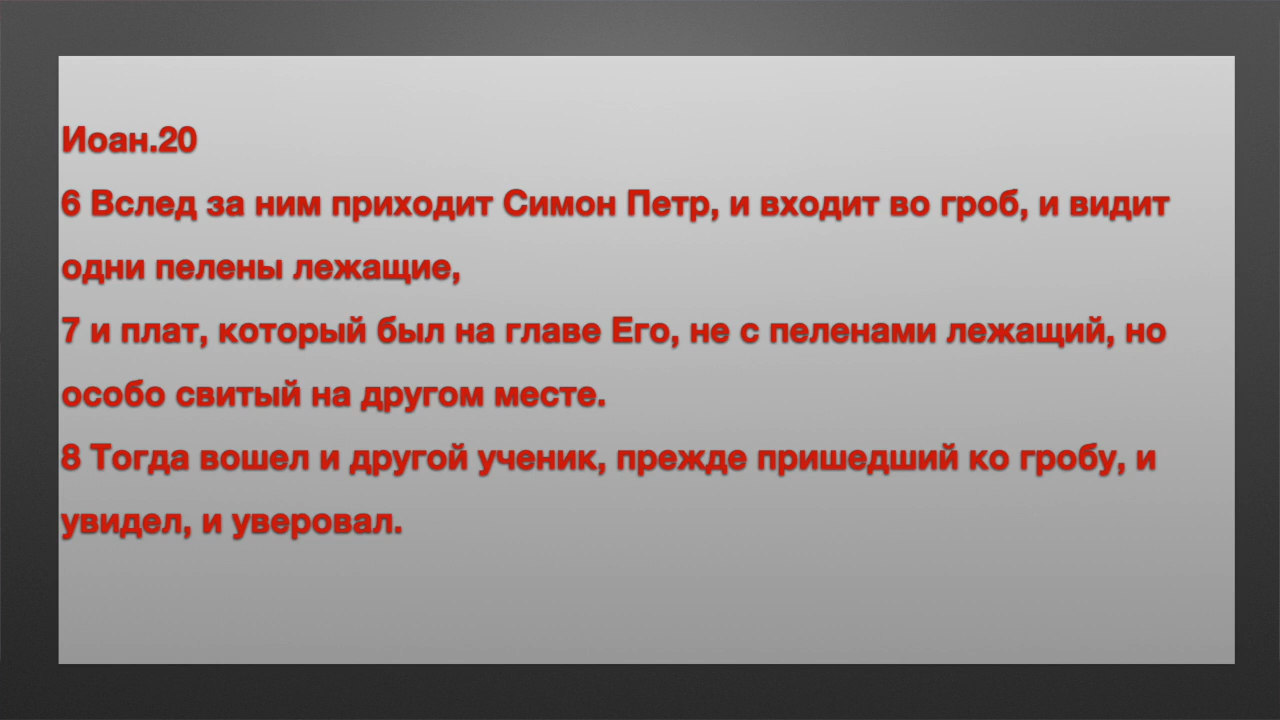 Иоан.20
6 Вслед за ним приходит Симон Петр, и входит во гроб, и видит
одни пелены лежащие,
7 и плат, который был на главе Его, не с пеленами лежащий, но
особо свитый на другом месте.
8 Тогда вошел и другой ученик, прежде пришедший ко гробу, и
увидел, и уверовал.